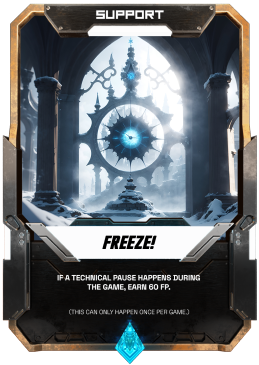 SUPPORT
FREEZE!
IF A TECHNICAL PAUSE HAPPENS DURING
THE GAME, EARN 60 FP.
(THIS CAN ONLY HAPPEN ONCE PER GAME.)